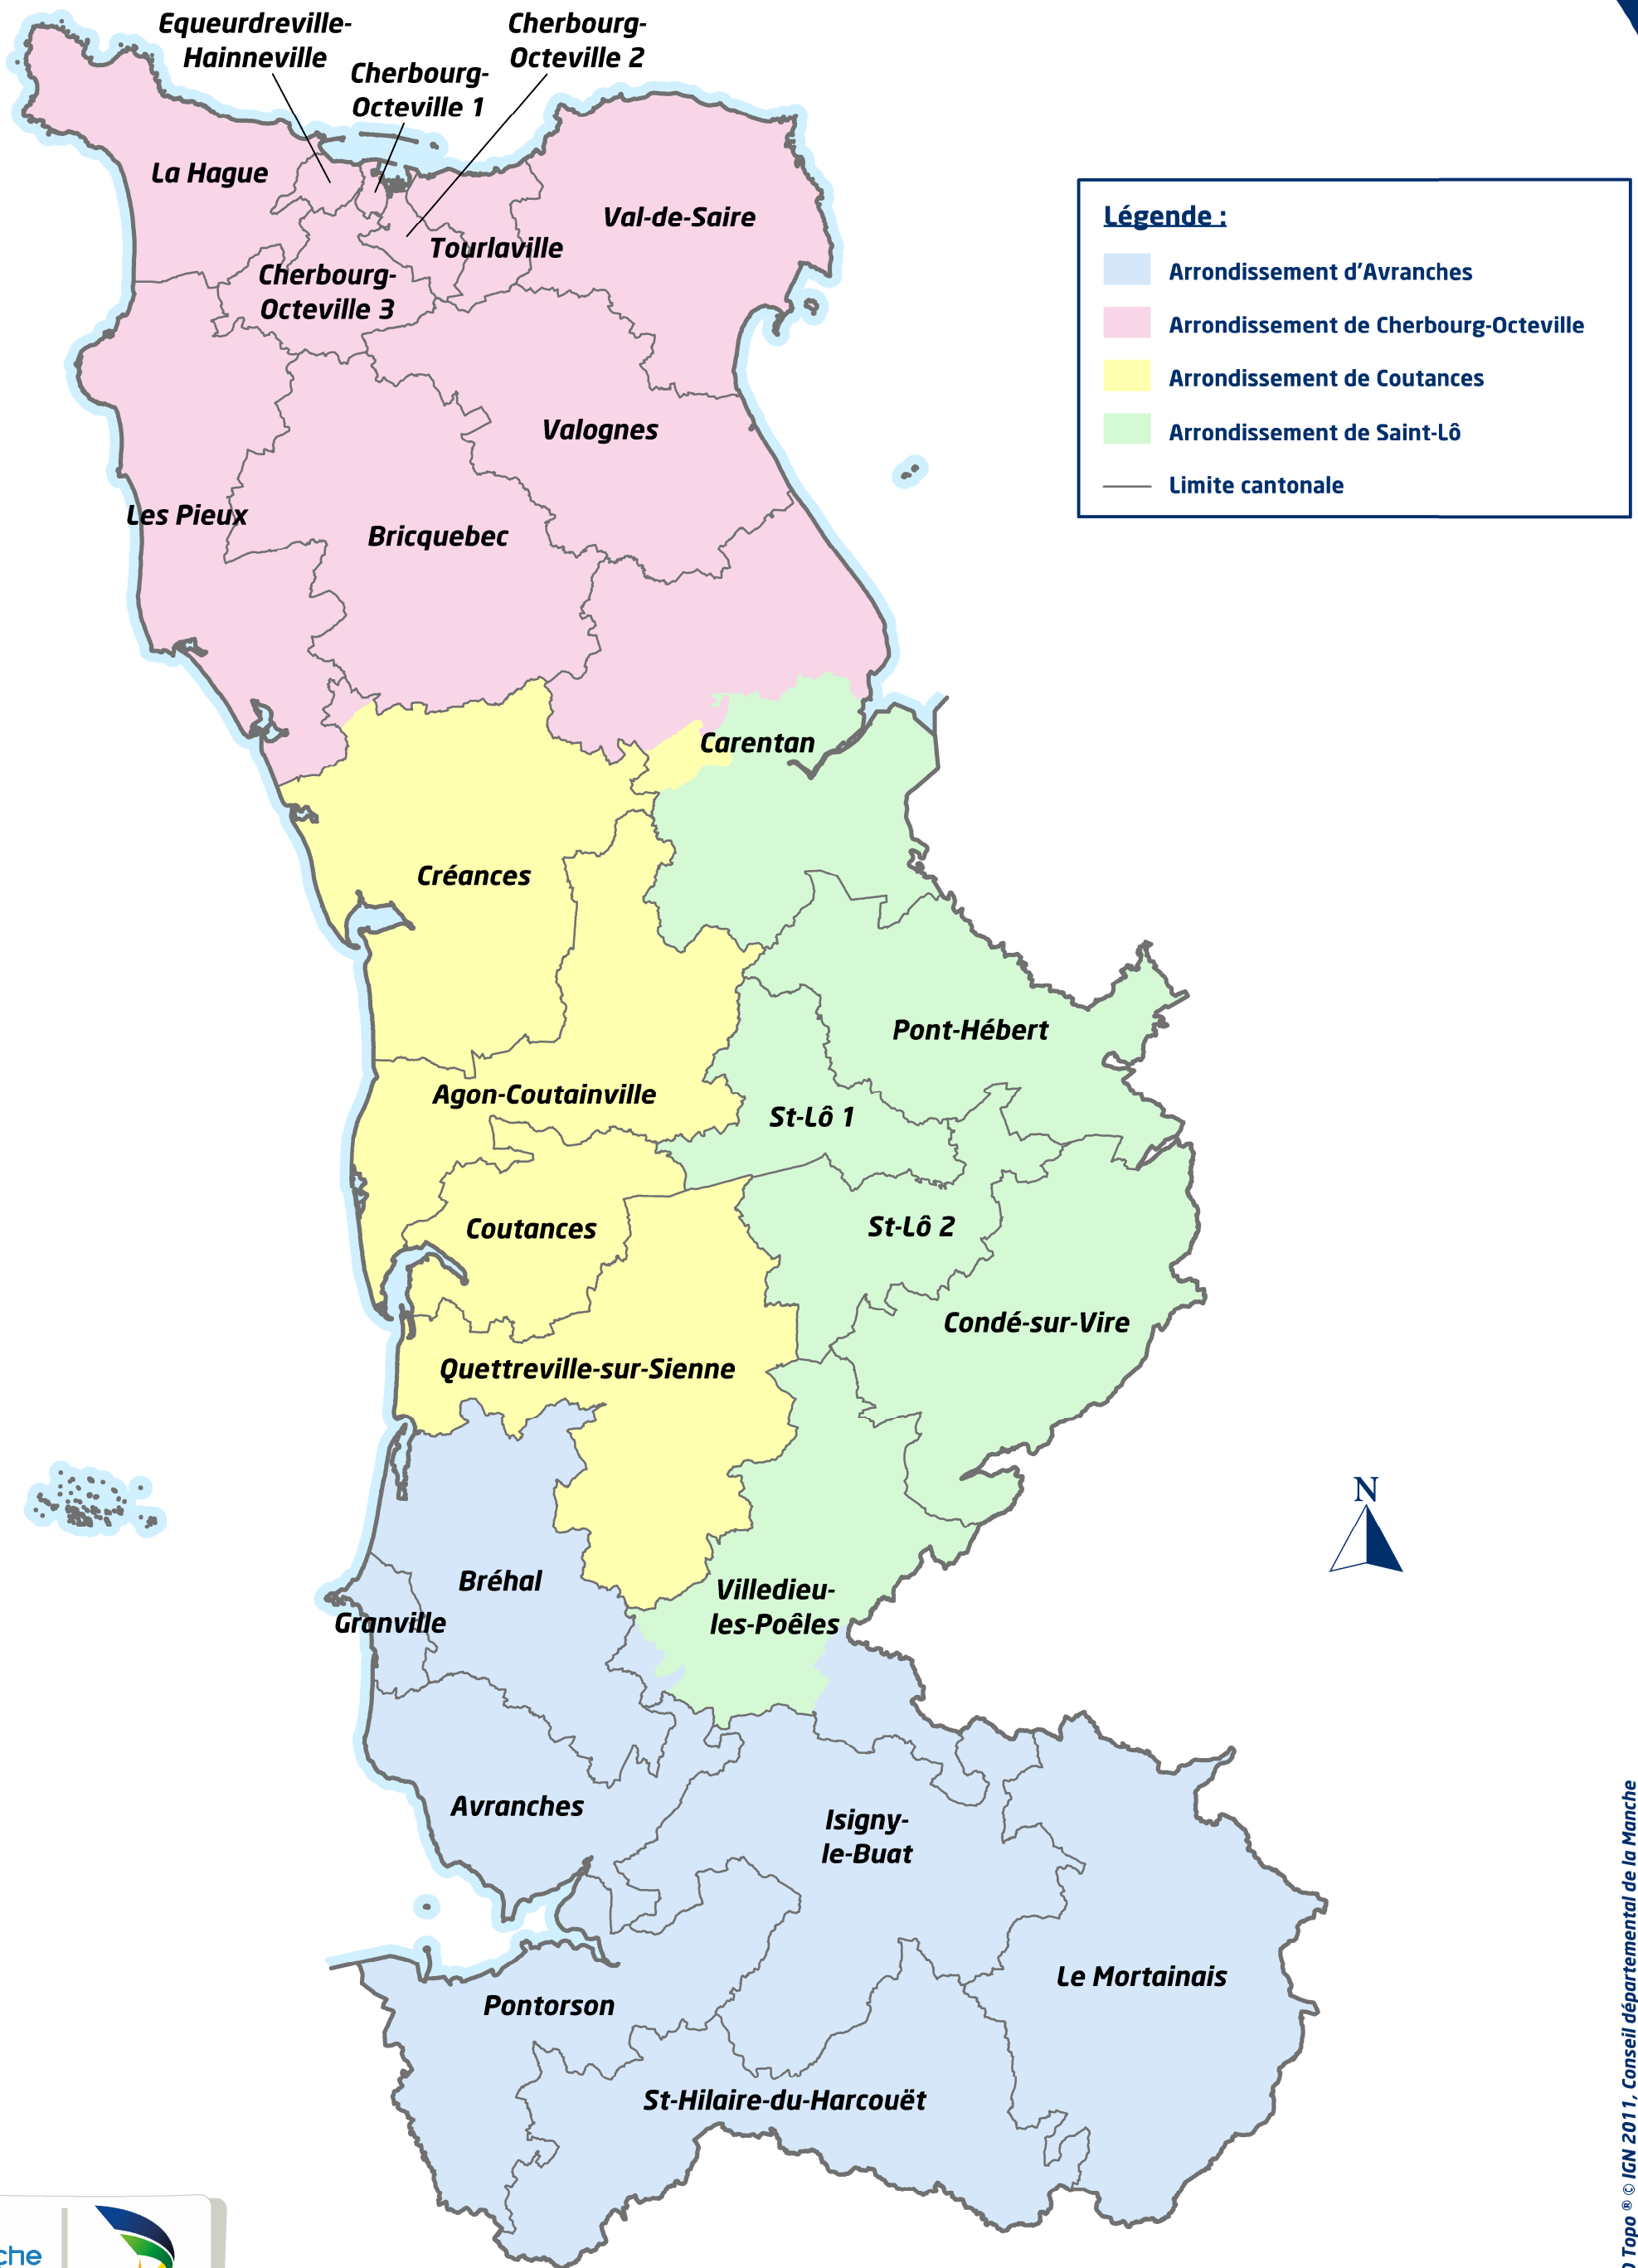 Equeurdreville-
Hainneville
Cherbourg-
Octeville 2
Cherbourg-
Octeville 1
La Hague
Val-de-Saire
Tourlaville
Cherbourg-
Octeville 3
Légende :
Arrondissement d'Avranches
Arrondissement de Cherbourg-Octeville
Arrondissement de Coutances
Arrondissement de Saint-Lô
Limite cantonale
Valognes
Les Pieux
Bricquebec
Carentan
Créances
Pont-Hébert
Agon-Coutainville
St-Lô 1
Coutances
St-Lô 2
Condé-sur-Vire
Quettreville-sur-Sienne
N
Bréhal
Villedieu-
les-Poêles
Granville
Avranches
Isigny-
le-Buat
Le Mortainais
Pontorson
St-Hilaire-du-Harcouët
Topo ® © IGN 2011, Conseil départemental de la Manche